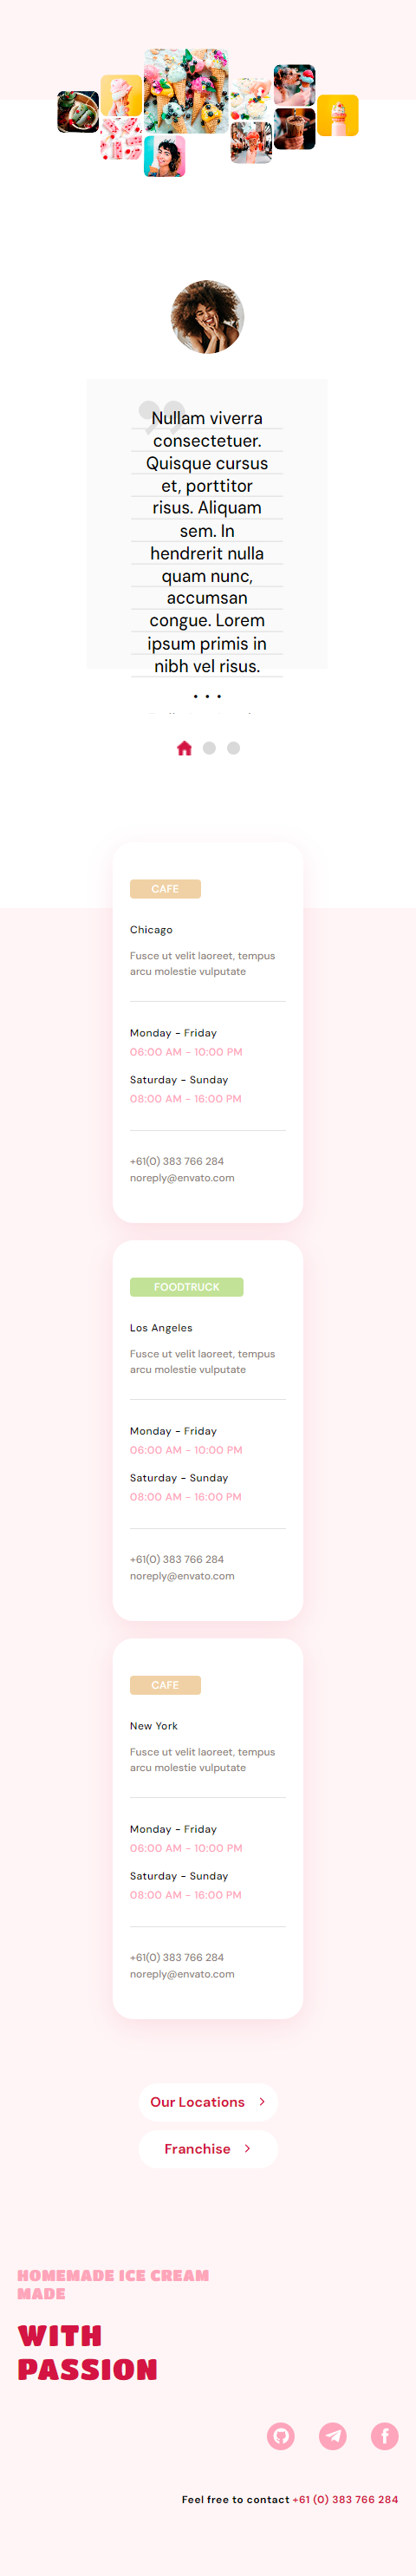 Nullam viverra
consectetuer.
Quisque cursus
et, porttitor
risus. Aliquam
sem. In
hendrerit nulla
quam nunc,
accumsan
congue. Lorem
ipsum primis in
nibh vel risus.
CAFE
Chicago
Fusce ut velit laoreet, tempus
arcu molestie vulputate
Monday - Friday
06:00 AM - 10:00 PM
Saturday - Sunday
08:00 AM - 16:00 PM
+61(0) 383 766 284
noreply@envato.com
FOODTRUCK
Los Angeles
Fusce ut velit laoreet, tempus
arcu molestie vulputate
Monday - Friday
06:00 AM - 10:00 PM
Saturday - Sunday
08:00 AM - 16:00 PM
+61(0) 383 766 284
noreply@envato.com
CAFE
New York
Fusce ut velit laoreet, tempus
arcu molestie vulputate
Monday - Friday
06:00 AM - 10:00 PM
Saturday - Sunday
08:00 AM - 16:00 PM
+61(0) 383 766 284
noreply@envato.com
Our Locations
Franchise
HOMEMADE ICE CREAM
MADE
WITH
PASSION
Feel free to contact +61 (0) 383 766 284